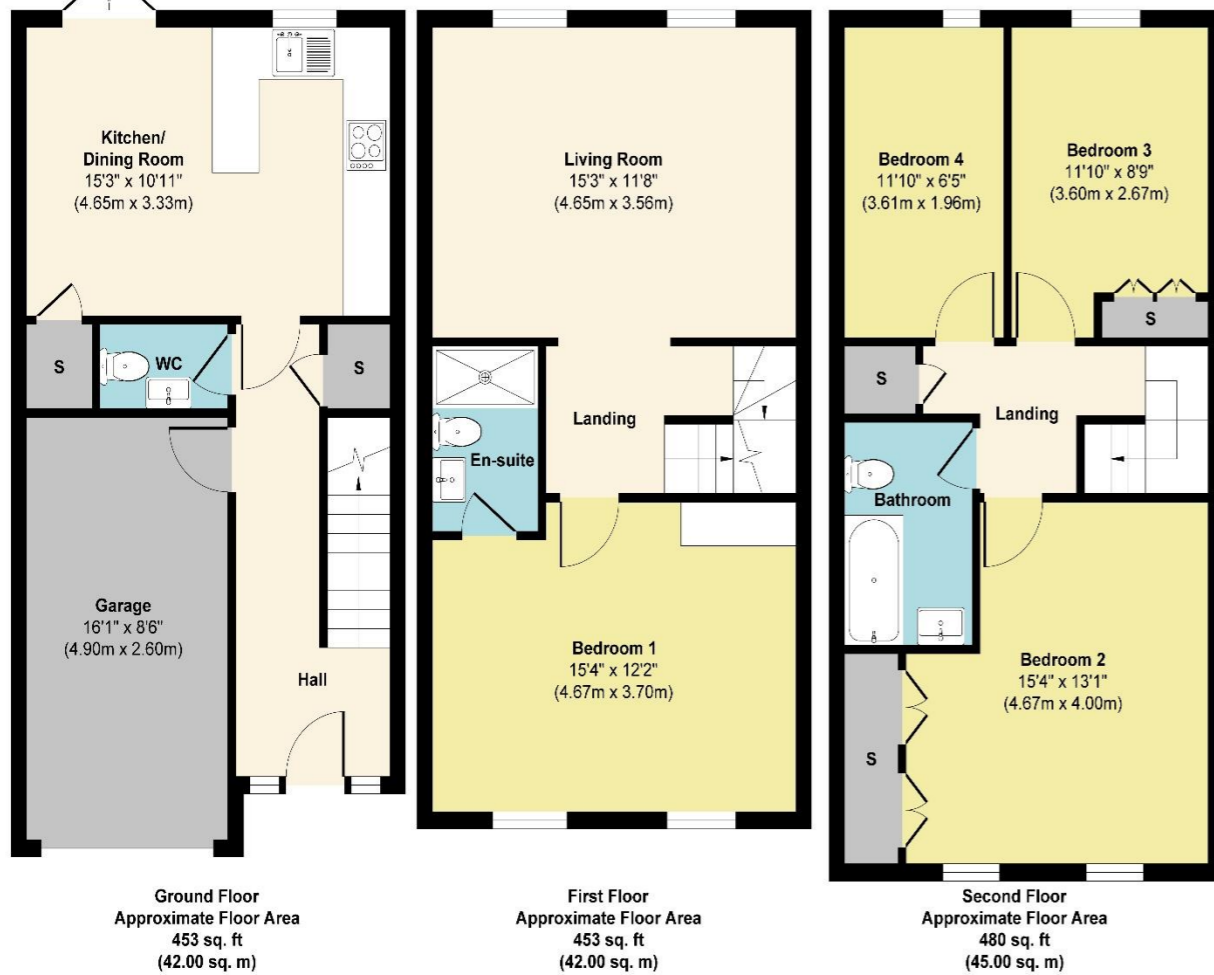 Kitchen/
Dining Room
15'3" x 10'11"
(4.65m x 3.33m)
S
WC
S
Garage
16'1" x 8'6"
(4.90m x 2.60m)
Hall
Ground Floor
Approximate Floor Area
453 sq. ft
(42.00 sq. m)
Living Room
15'3" x 11'8"
(4.65m x 3.56m)
Landing
En-suite
Bedroom 1
15'4" x 12'2"
(4.67m x 3.70m)
First Floor
Approximate Floor Area
453 sq. ft
(42.00 sq. m)
Bedroom 4
11'10" x 6'5"
(3.61m x 1.96m)
Bedroom 3
11'10" x 8'9"
(3.60m x 2.67m)
S
S
Landing
Bathroom
Bedroom 2
15'4" x 13'1"
(4.67m x 4.00m)
S
Second Floor
Approximate Floor Area
480 sq. ft
(45.00 sq. m)